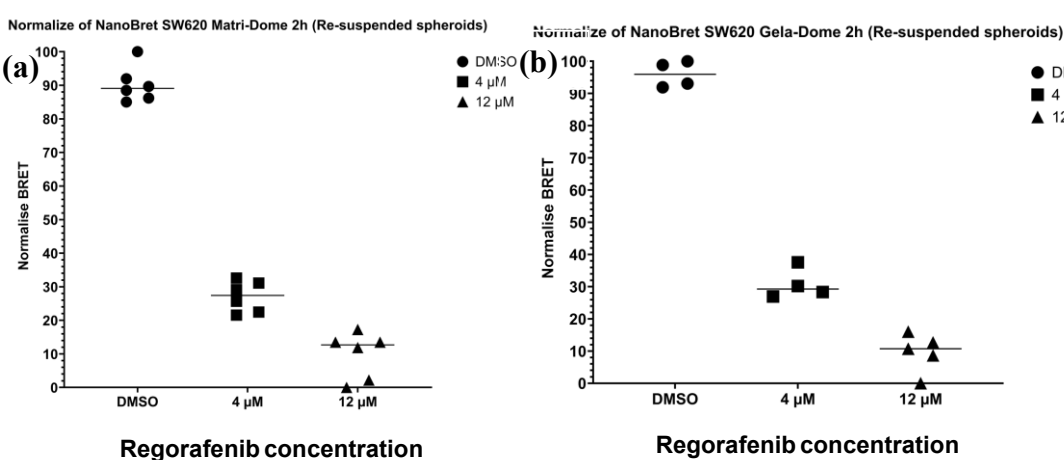 Normalize of NanoBret SW620 Matri-Dome 2h (Re-suspended spheroids)
(a)
Normalise BRET
100
90
80
70
60
50
40
30
20
10
0
DMSO
4 µM
12 µM
DMSO
4 µM
12 µM
Regorafenib concentration
Normalize of NanoBret SW620 Gela-Dome 2h (Re-suspended spheroids)
(b)
Normalise BRET
100
90
80
70
60
50
40
30
20
10
0
D
4
12
DMSO
4 µM
12 µM
Regorafenib concentration